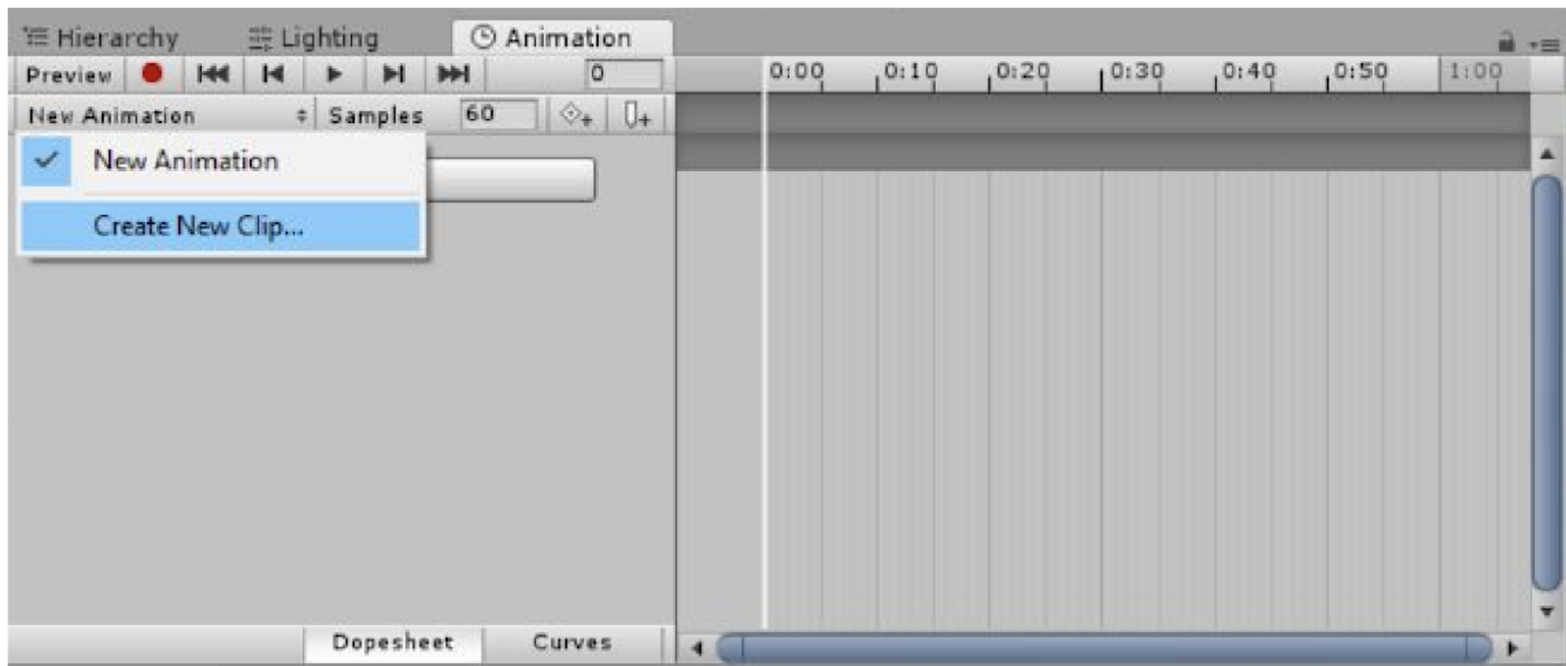 Hierarchy Lighting Animation
Preview 0 0:00 0:10 0:20 0:30 0:40 0:50 1:00
New Animation Samples 60
New Animation
Create New Clip...
Dopesheet Curves